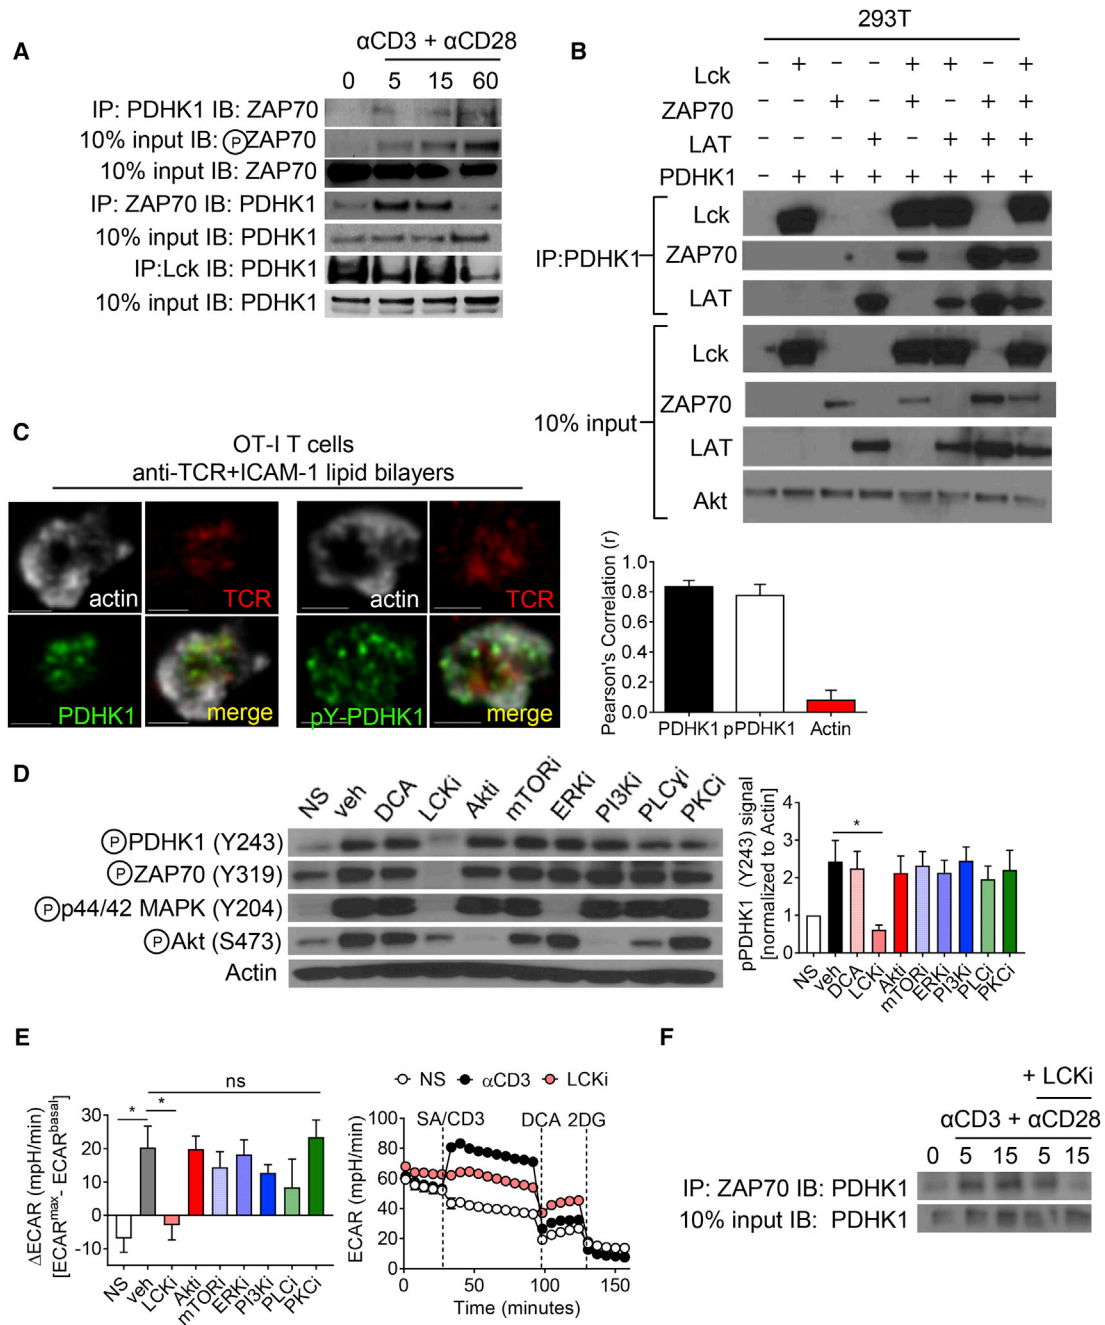 A
αCD3 + αCD28
0 5 15 60
IP: PDHK1 IB: ZAP70
10% input IB: ⓅZAP70
10% input IB: ZAP70
IP: ZAP70 IB: PDHK1
10% input IB: PDHK1
IP:Lck IB: PDHK1
10% input IB: PDHK1
B
293T
Lck - + - - + + - +
ZAP70 - - + - + - + +
LAT - - - + - + + +
PDHK1 - + + + + + + +
IP:PDHK1
Lck
ZAP70
LAT
10% input
Lck
ZAP70
LAT
Akt
C
OT-I T cells
anti-TCR+ICAM-1 lipid bilayers
actin
TCR
actin
TCR
PDHK1
merge
pY-PDHK1
merge
Pearson's Correlation (r)
1.0
0.8
0.6
0.4
0.2
0.0
PDHK1 pPDHK1 Actin
D
NS veh DCA LCKi Akti mTORi ERKi PI3Ki PLCγi PKCi
ⓅPDHK1 (Y243)
ⓅZAP70 (Y319)
Ⓟp44/42 MAPK (Y204)
ⓅAkt (S473)
Actin
pPDHK1 (Y243) signal
[normalized to Actin]
4
3
2
1
0
*
NS veh DCA LCKi Akti mTORi ERKi PI3Ki PLCi PKCi
E
ΔECAR (mpH/min)
[ECARmax- ECARbasal]
30
20
10
0
-10
ns
* *
NS veh LCKi Akti mTORi ERKi PI3Ki PLCi PKCi
NS αCD3 LCKi
SA/CD3 DCA 2DG
ECAR (mpH/min)
100
80
60
40
20
0
0 50 100 150
Time (minutes)
F
+ LCKi
αCD3 + αCD28
0 5 15 5 15
IP: ZAP70 IB: PDHK1
10% input IB: PDHK1